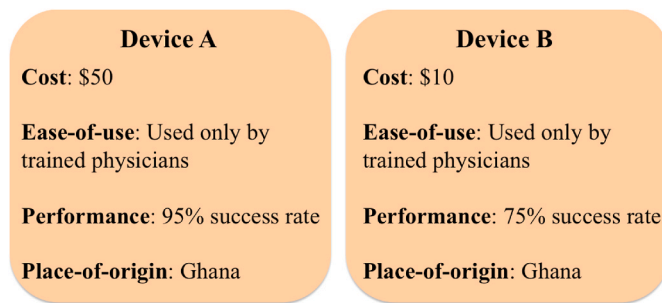 Device A
Cost: $50
Ease-of-use: Used only by
trained physicians
Performance: 95% success rate
Place-of-origin: Ghana
Device B
Cost: $10
Ease-of-use: Used only by
trained physicians
Performance: 75% success rate
Place-of-origin: Ghana